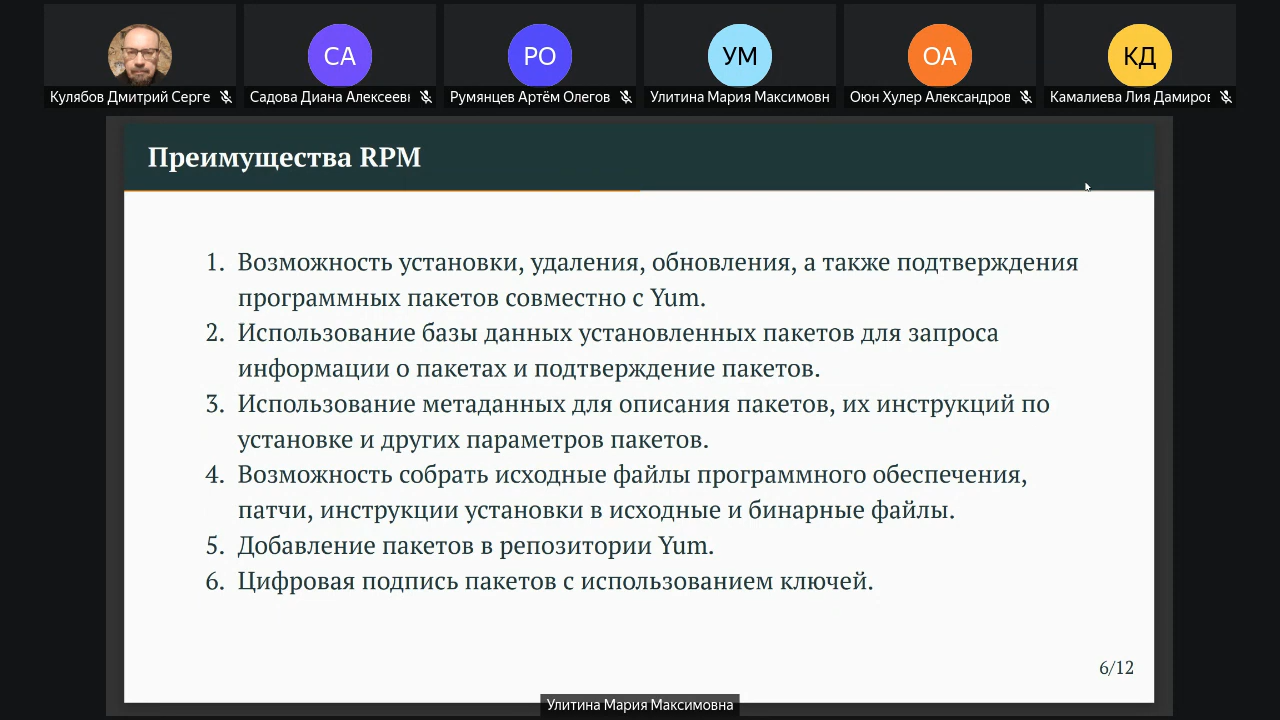 СА
РО
УМ
ОА
КД
Кулябов Дмитрий Серге
Садова Диана Алексеевн
Румянцев Артём Олегов
Улитина Мария Максимовн
Оюн Хулер Александров
Камалиева Лия Дамиров
Преимущества RPM
1. Возможность установки, удаления, обновления, а также подтверждения
программных пакетов совместно с Yum.
2. Использование базы данных установленных пакетов для запроса
информации о пакетах и подтверждение пакетов.
3. Использование метаданных для описания пакетов, их инструкций по
установке и других параметров пакетов.
4. Возможность собрать исходные файлы программного обеспечения,
патчи, инструкции установки в исходные и бинарные файлы.
5. Добавление пакетов в репозитории Yum.
6. Цифровая подпись пакетов с использованием ключей.
6/12
Улитина Мария Максимовна